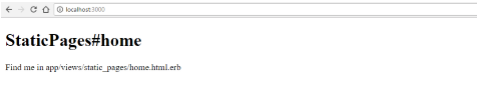 localhost:3000
StaticPages#home
Find me in app/views/static_pages/home.html.erb